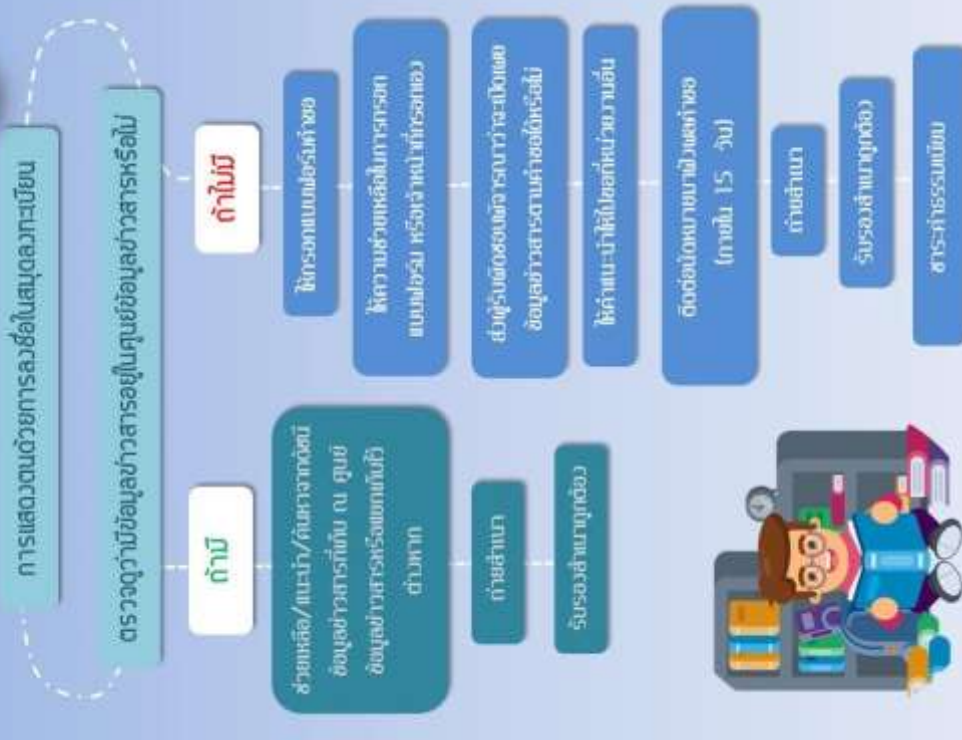 การแสดงตนด้วยการลงชื่อในสมุดลงทะเบียน
ตรวจดูว่ามีข้อมูลข่าวสารอยู่ในศูนย์ข้อมูลข่าวสารหรือไม่
ถ้ามี
ช่วยเหลือ/แนะนำ/ค้นหาจากดัชนี
ข้อมูลข่าวสารที่เก็บ ณ ศูนย์
ข้อมูลข่าวสารหรือแยกเก็บไว้
ต่างหาก
ถ่ายสำเนา
รับรองสำเนาถูกต้อง
ถ้าไม่มี
ให้กรอกแบบฟอร์มคำขอ
ให้ความช่วยเหลือในการกรอก
แบบฟอร์ม หรือเจ้าหน้าที่กรอกเอง
ส่งผู้รับผิดชอบพิจารณาว่าจะเปิดเผย
ข้อมูลข่าวสารตามคำขอได้หรือไม่
ให้คำแนะนำให้ไปขอที่หน่วยงานอื่น
ติดต่อนัดหมายมาฟังผลคำขอ
(ภายใน 15 วัน)
ถ่ายสำเนา
รับรองสำเนาถูกต้อง
ชำระค่าธรรมเนียม